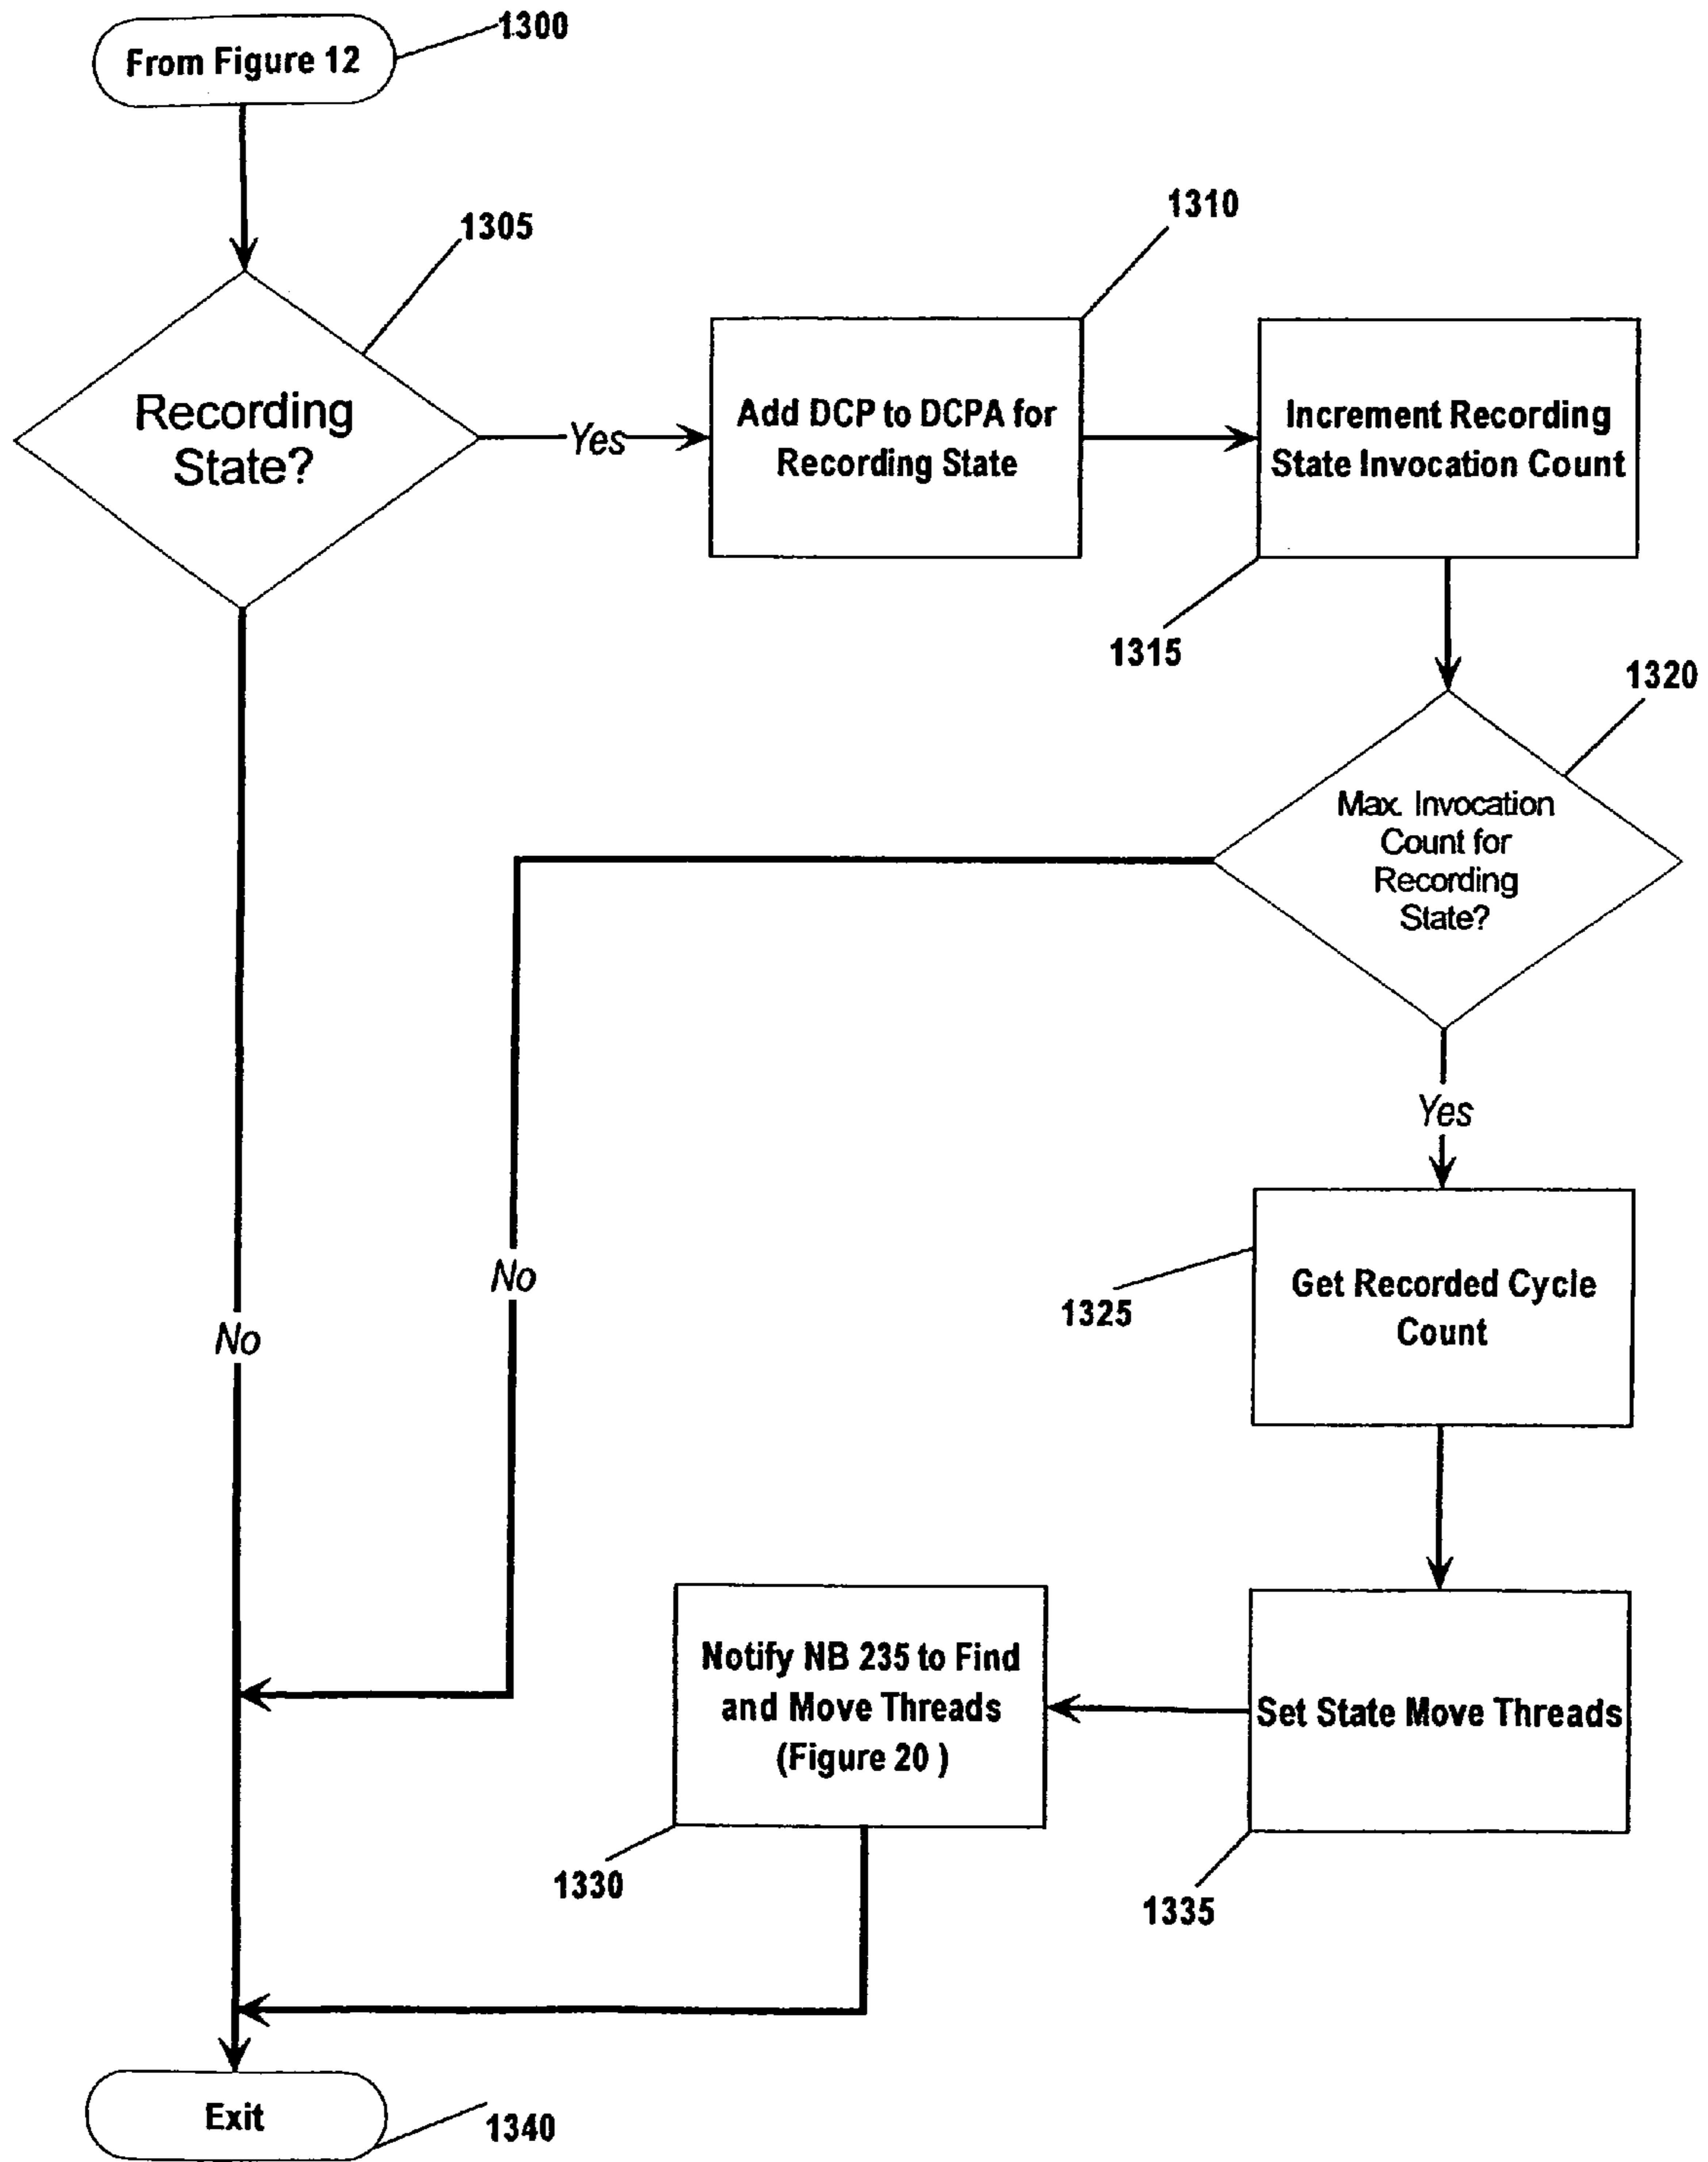 1300
From Figure 12
1305
Recording
State?
Yes
1310
Add DCP to DCPA for
Recording State
Increment Recording
State Invocation Count
1315
1320
Max. Invocation
Count for
Recording
State?
No
No
Yes
1325
Get Recorded Cycle
Count
Set State Move Threads
1335
Notify NB 235 to Find
and Move Threads
(Figure 20 )
1330
Exit
1340